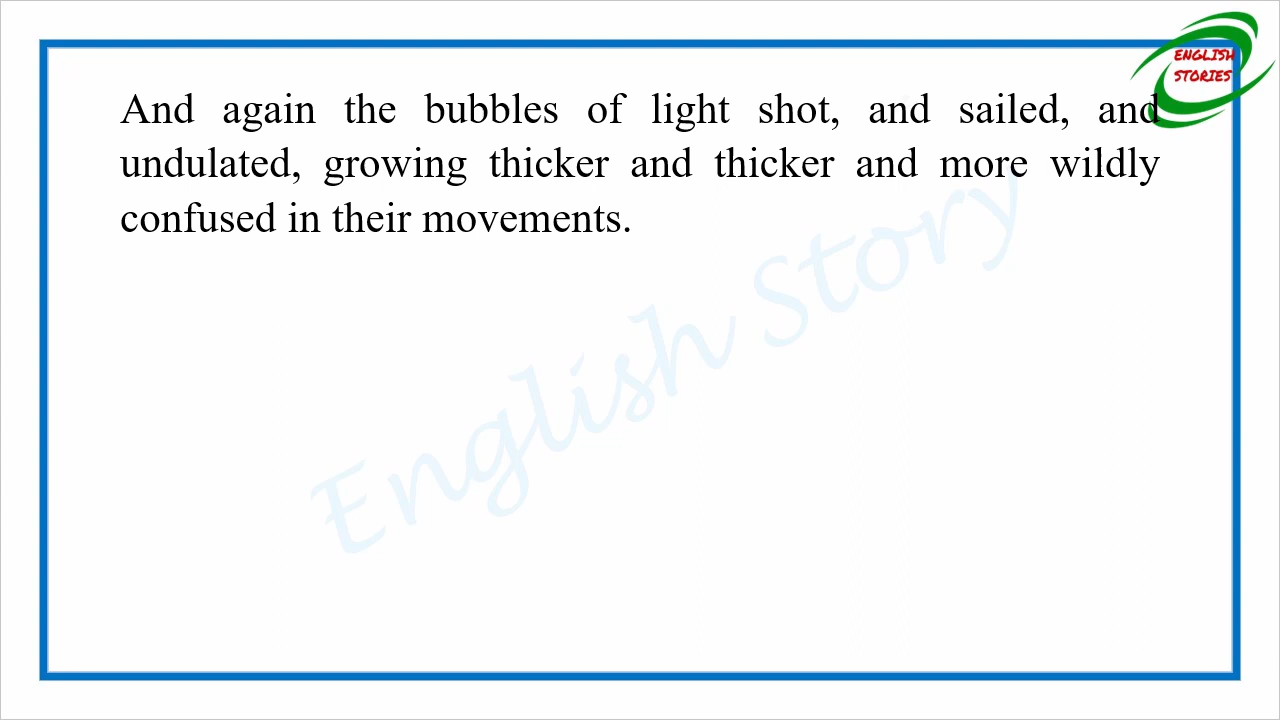 ENGLISH
STORIES
And again the bubbles of light shot, and sailed, and
undulated, growing thicker and thicker and more wildly
confused in their movements.
English Story